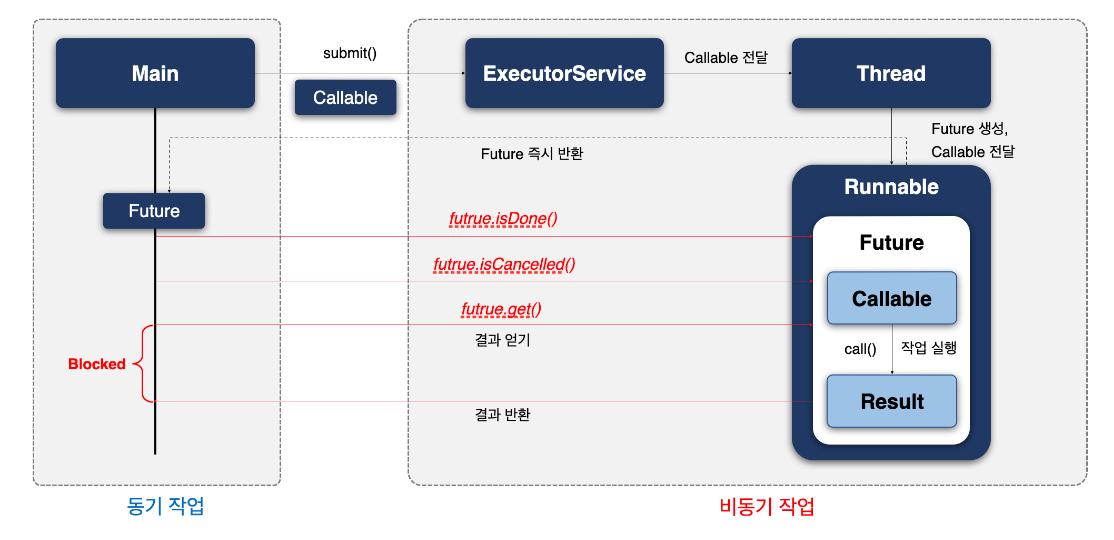 Main
submit()
Callable
ExecutorService
Callable 전달
Thread
Future 생성,
Callable 전달
Future 즉시 반환
Runnable
Future
futrue.isDone()
Future
futrue.isCancelled()
Callable
futrue.get()
결과 얻기
call()
작업 실행
Blocked
Result
결과 반환
동기 작업
비동기 작업